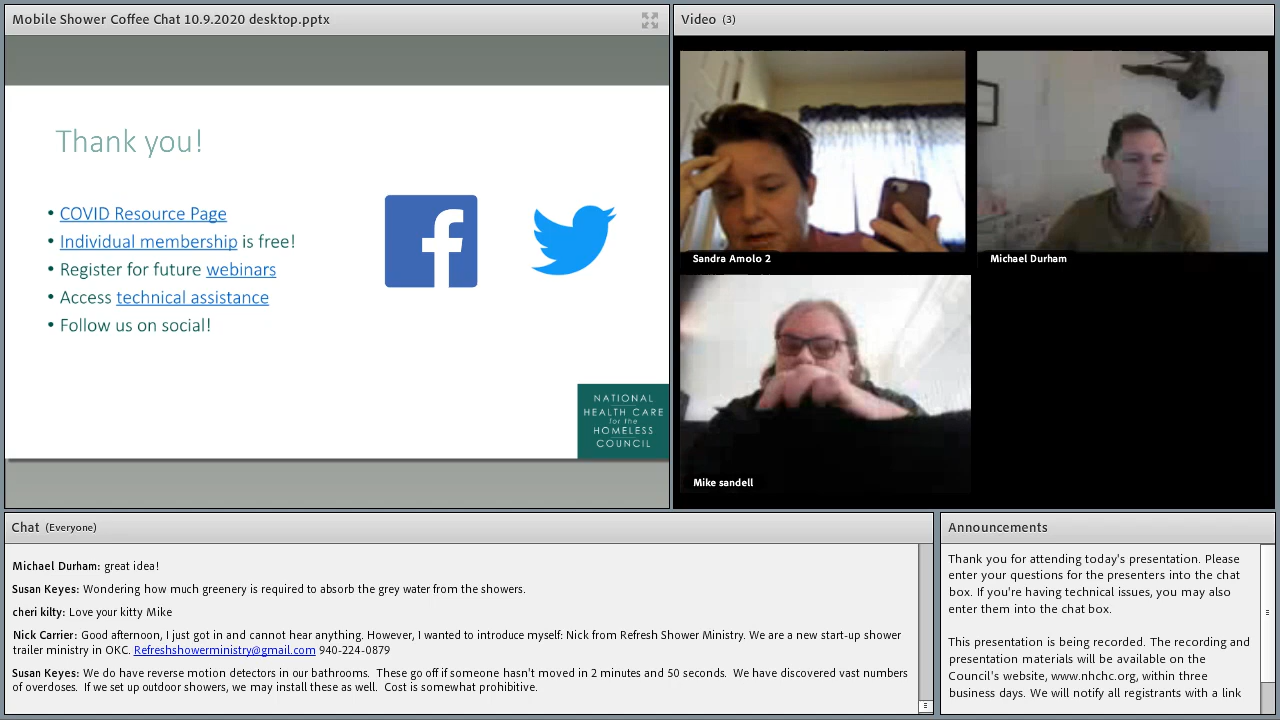 Mobile Shower Coffee Chat 10.9.2020 desktop.pptx
Thank you!
• COVID Resource Page
• Individual membership is free!
• Register for future webinars
• Access technical assistance
• Follow us on social!
NATIONAL
HEALTH CARE
for the
HOMELESS
COUNCIL
Video (3)
Sandra Amolo 2
Michael Durham
Mike sandell
Chat (Everyone)
Michael Durham: great idea!
Susan Keyes: Wondering how much greenery is required to absorb the grey water from the showers.
cheri kilty: Love your kitty Mike
Nick Carrier: Good afternoon, I just got in and cannot hear anything. However, I wanted to introduce myself: Nick from Refresh Shower Ministry. We are a new start-up shower
trailer ministry in OKC. Refreshshowerministry@gmail.com 940-224-0879
Susan Keyes: We do have reverse motion detectors in our bathrooms.  These go off if someone hasn't moved in 2 minutes and 50 seconds.  We have discovered vast numbers
of overdoses.  If we set up outdoor showers, we may install these as well.  Cost is somewhat prohibitive.
Announcements
Thank you for attending today's presentation. Please
enter your questions for the presenters into the chat
box. If you're having technical issues, you may also
enter them into the chat box.
This presentation is being recorded. The recording and
presentation materials will be available on the
Council's website, www.nhchc.org, within three
business days. We will notify all registrants with a link